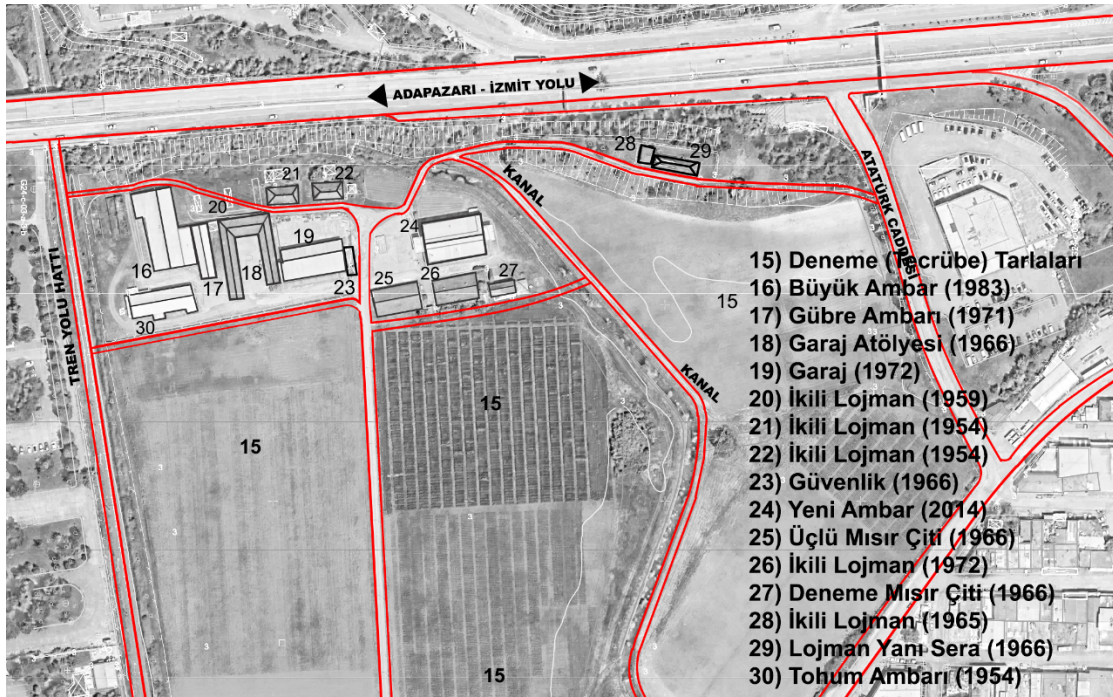 ADAPAZARI - İZMİT YOLU
28
29
21
22
KANAL
ATATÜRK CADDESİ
20
24
19
16
17
18
23
25
26
27
30
TREN YOLU HATTI
15
KANAL
15
15
15
15) Deneme (Tecrübe) Tarlaları
16) Büyük Ambar (1983)
17) Gübre Ambarı (1971)
18) Garaj Atölyesi (1966)
19) Garaj (1972)
20) İkili Lojman (1959)
21) İkili Lojman (1954)
22) İkili Lojman (1954)
23) Güvenlik (1966)
24) Yeni Ambar (2014)
25) Üçlü Mısır Çiti (1966)
26) İkili Lojman (1972)
27) Deneme Mısır Çiti (1966)
28) İkili Lojman (1965)
29) Lojman Yanı Sera (1966)
30) Tohum Ambarı (1954)